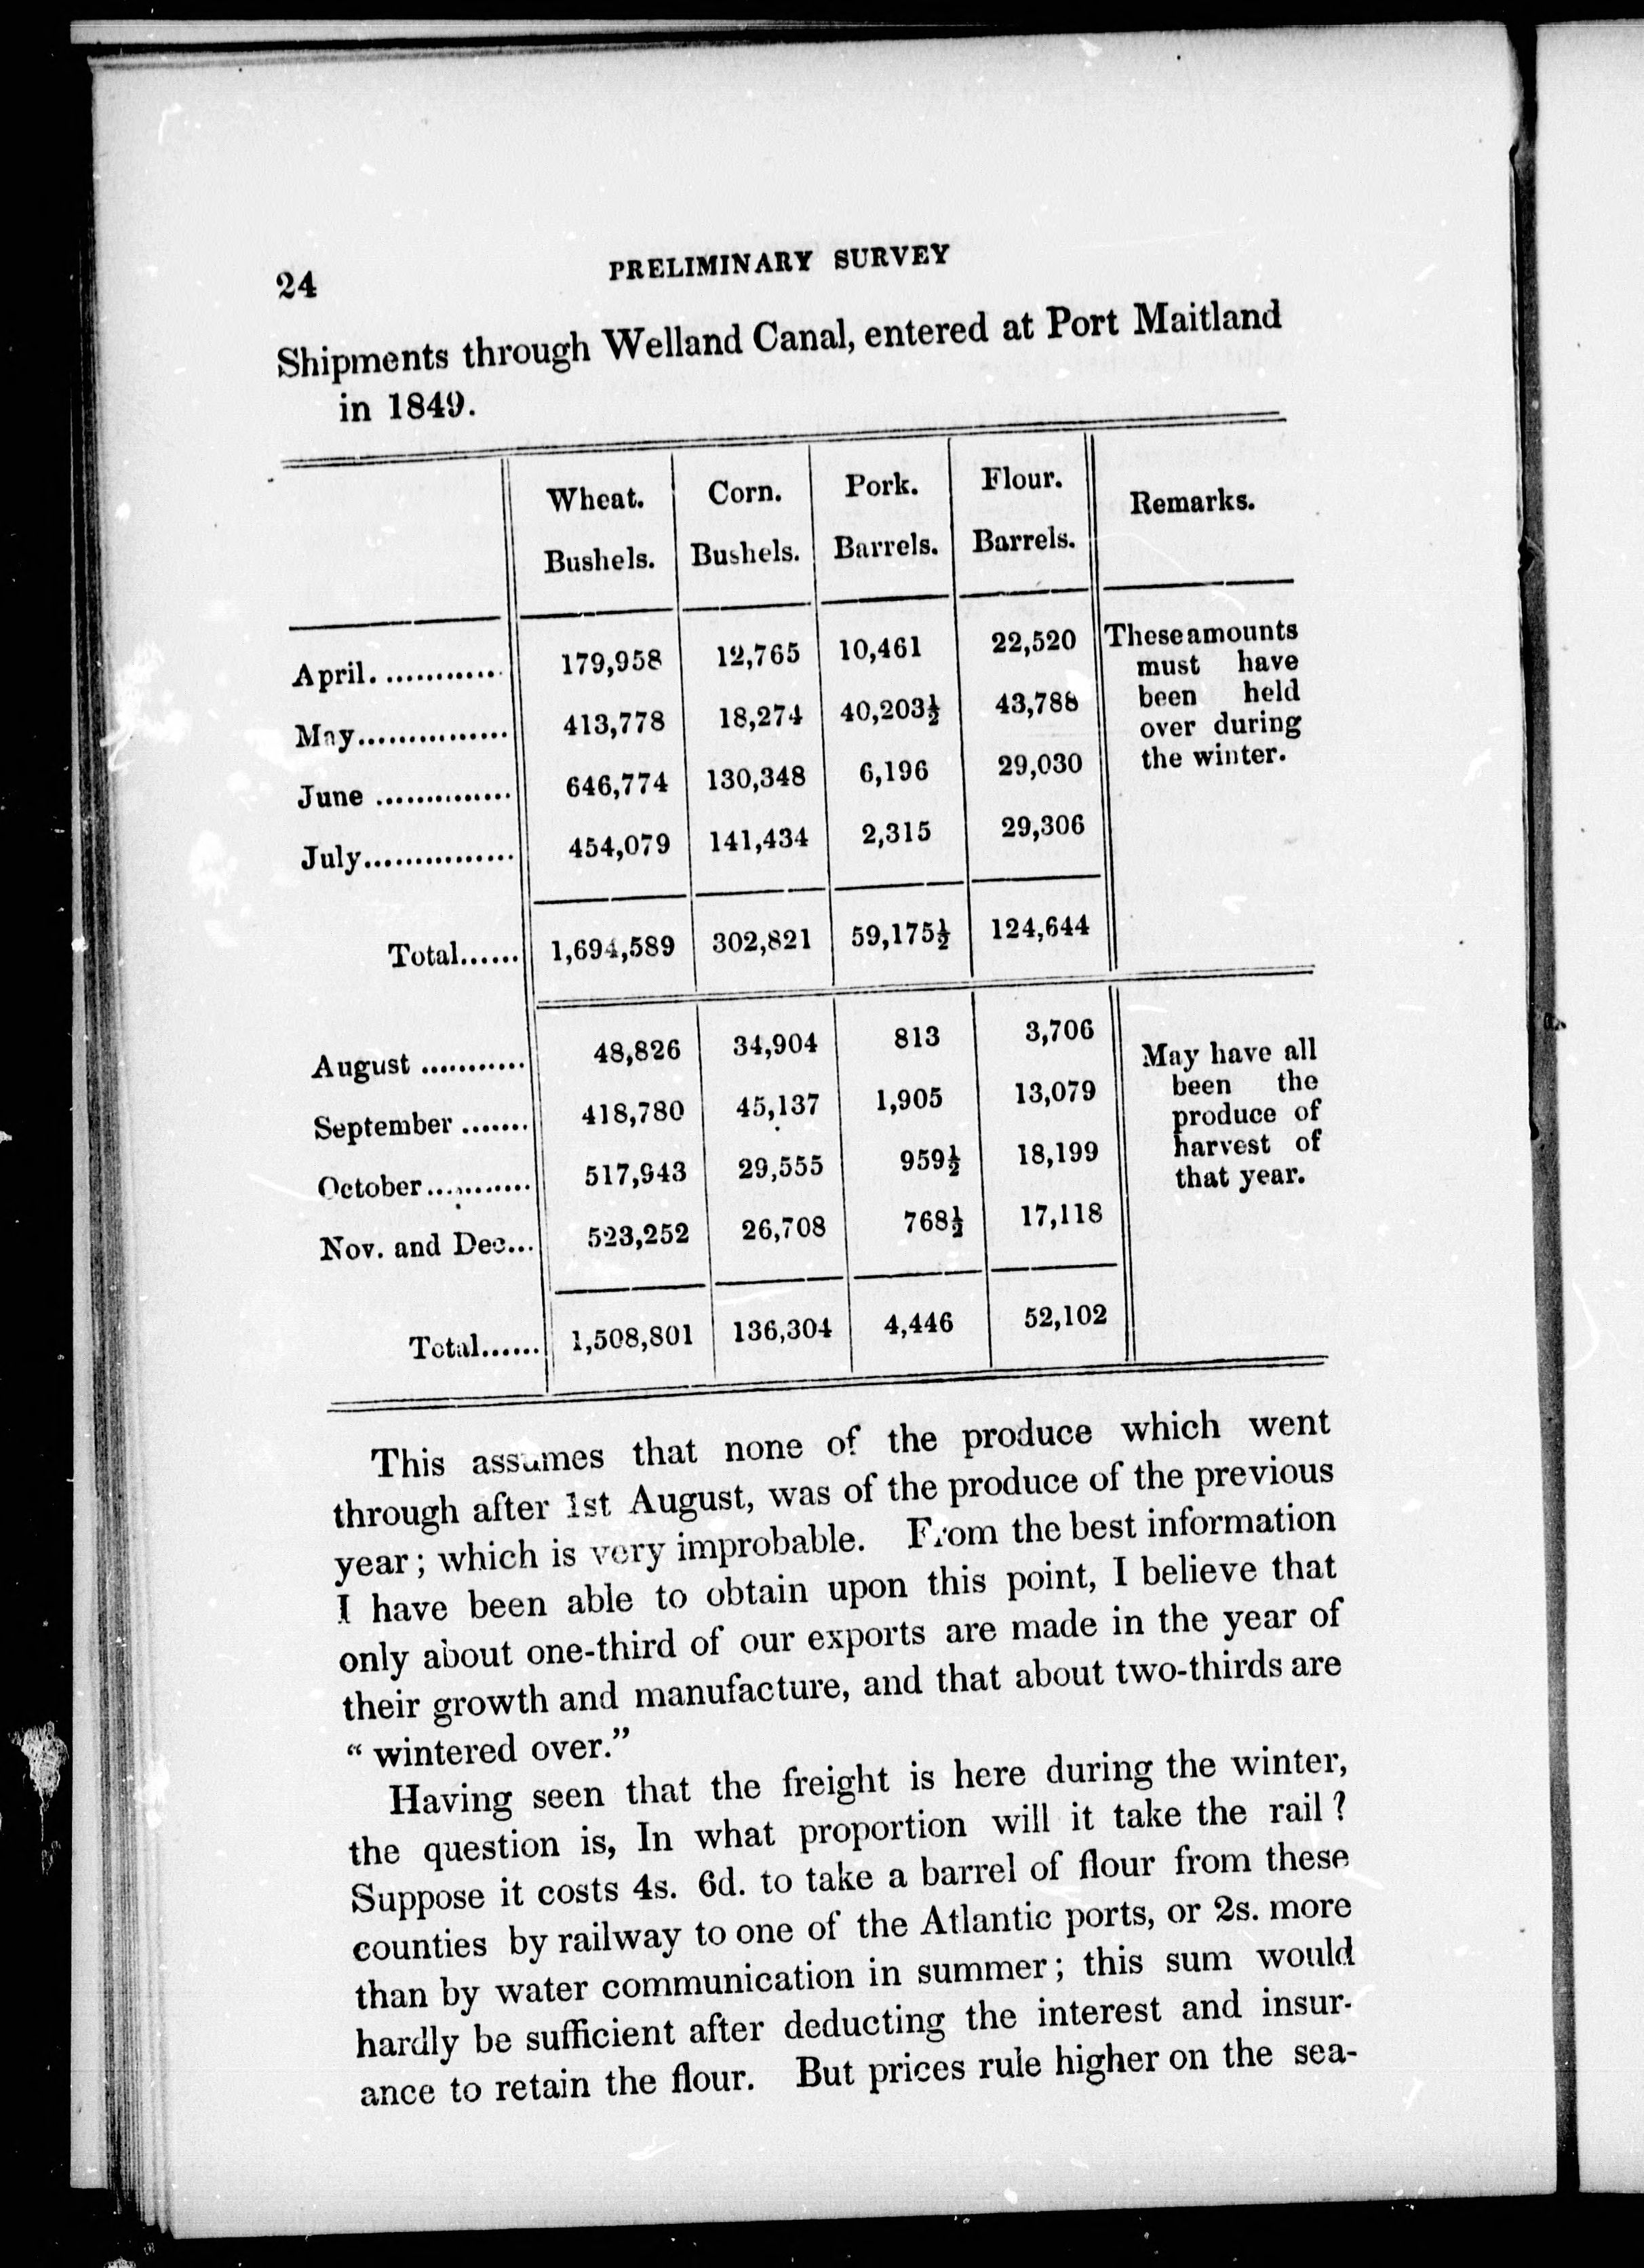 24
PRELIMINARY SURVEY
Shipments through Welland Canal, entered at Port Maitland
in 1849.
Wheat. Corn. Pork. Flour. Remarks.
Bushels. Bushels. Barrels. Barrels.
April............. 179,958 12,765 10,461 22,520 These amounts
must have
been held
over during
the winter.
May............... 413,778 18,274 40,203½ 43,788
June .............. 646,774 130,348 6,196 29,030
July............... 454,079 141,434 2,315 29,306
Total...... 1,694,589 302,821 59,175½ 124,644
August ........... 48,826 34,904 813 3,706 May have all
been the
produce of
harvest of
that year.
September ....... 418,780 45,137 1,905 13,079
October........... 517,943 29,555 959½ 18,199
Nov. and Dec... 523,252 26,708 768½ 17,118
Total...... 1,508,801 136,304 4,446 52,102
This assumes that none of the produce which went
through after 1st August, was of the produce of the previous
year; which is very improbable. From the best information
I have been able to obtain upon this point, I believe that
only about one-third of our exports are made in the year of
their growth and manufacture, and that about two-thirds are
"wintered over."
Having seen that the freight is here during the winter,
the question is, In what proportion will it take the rail?
Suppose it costs 4s. 6d. to take a barrel of flour from these
counties by railway to one of the Atlantic ports, or 2s. more
than by water communication in summer; this sum would
hardly be sufficient after deducting the interest and insur-
ance to retain the flour. But prices rule higher on the sea-